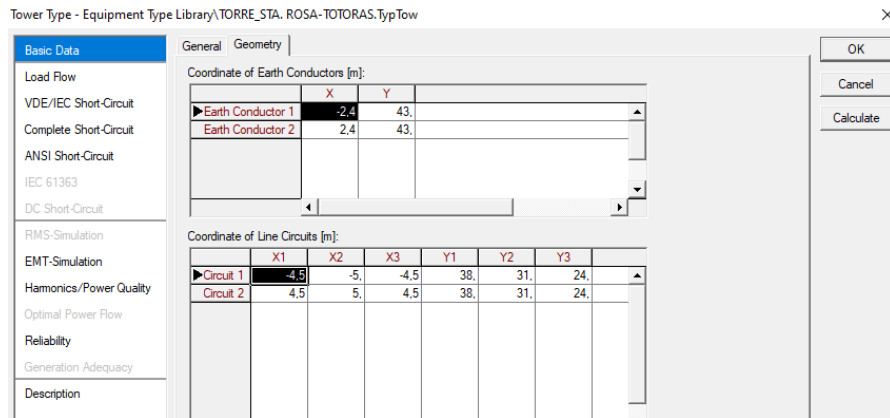 Tower Type - Equipment Type Library\TORRE_STA. ROSA-TOTORAS.TypTow
Basic Data
Load Flow
VDE/IEC Short-Circuit
Complete Short-Circuit
ANSI Short-Circuit
IEC 61363
DC Short-Circuit
RMS-Simulation
EMT-Simulation
Harmonics/Power Quality
Optimal Power Flow
Reliability
Generation Adequacy
Description
General Geometry
Coordinate of Earth Conductors [m]:
X Y
Earth Conductor 1 -2,4 43,
Earth Conductor 2 2,4 43,
Coordinate of Line Circuits [m]:
X1 X2 X3 Y1 Y2 Y3
Circuit 1 -4,5 -5, -4,5 38, 31, 24,
Circuit 2 4,5 5, 4,5 38, 31, 24,
OK
Cancel
Calculate